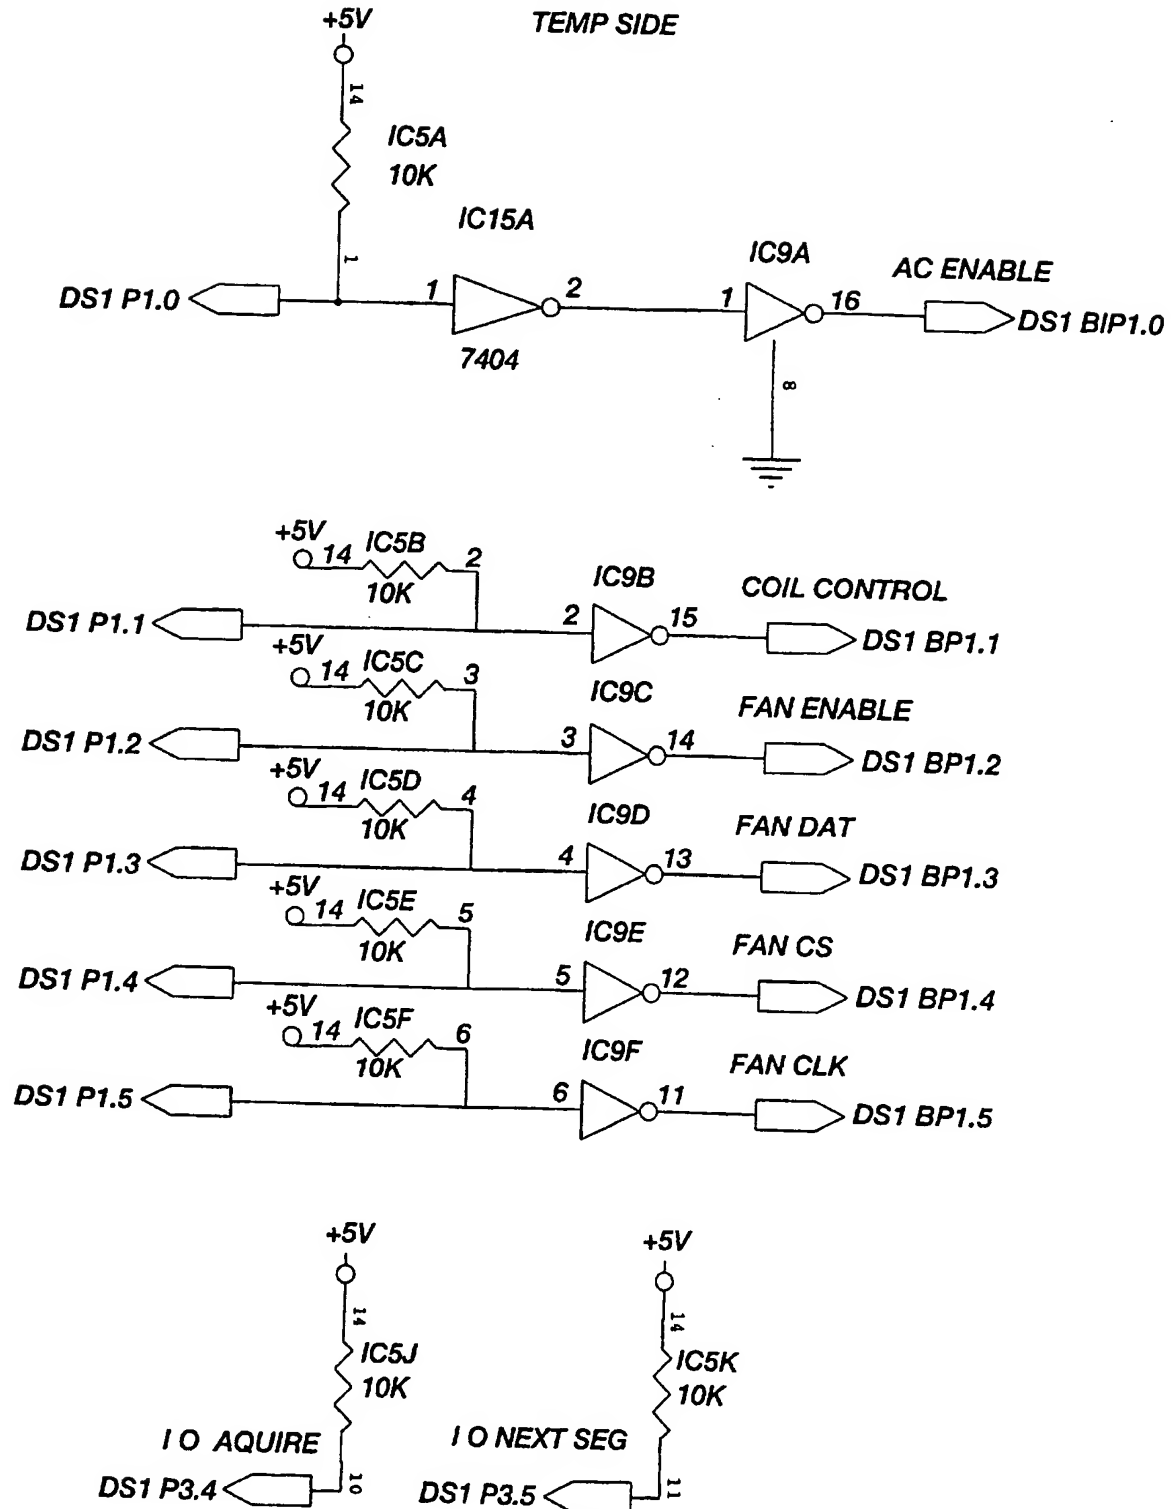 +5V
TEMP SIDE
14
IC5A
10K
IC15A
1
IC9A
AC ENABLE
DS1 P1.0
1
2
1
16
DS1 BIP1.0
7404
8
+5V
14
IC5B
2
10K
IC9B
COIL CONTROL
DS1 P1.1
2
15
DS1 BP1.1
+5V
14
IC5C
3
10K
IC9C
FAN ENABLE
DS1 P1.2
3
14
DS1 BP1.2
+5V
14
IC5D
4
10K
IC9D
FAN DAT
DS1 P1.3
4
13
DS1 BP1.3
+5V
14
IC5E
5
10K
IC9E
FAN CS
DS1 P1.4
5
12
DS1 BP1.4
+5V
14
IC5F
6
10K
IC9F
FAN CLK
DS1 P1.5
6
11
DS1 BP1.5
+5V
+5V
14
14
IC5J
10K
IC5K
10K
I O AQUIRE
I O NEXT SEG
DS1 P3.4
10
DS1 P3.5
11